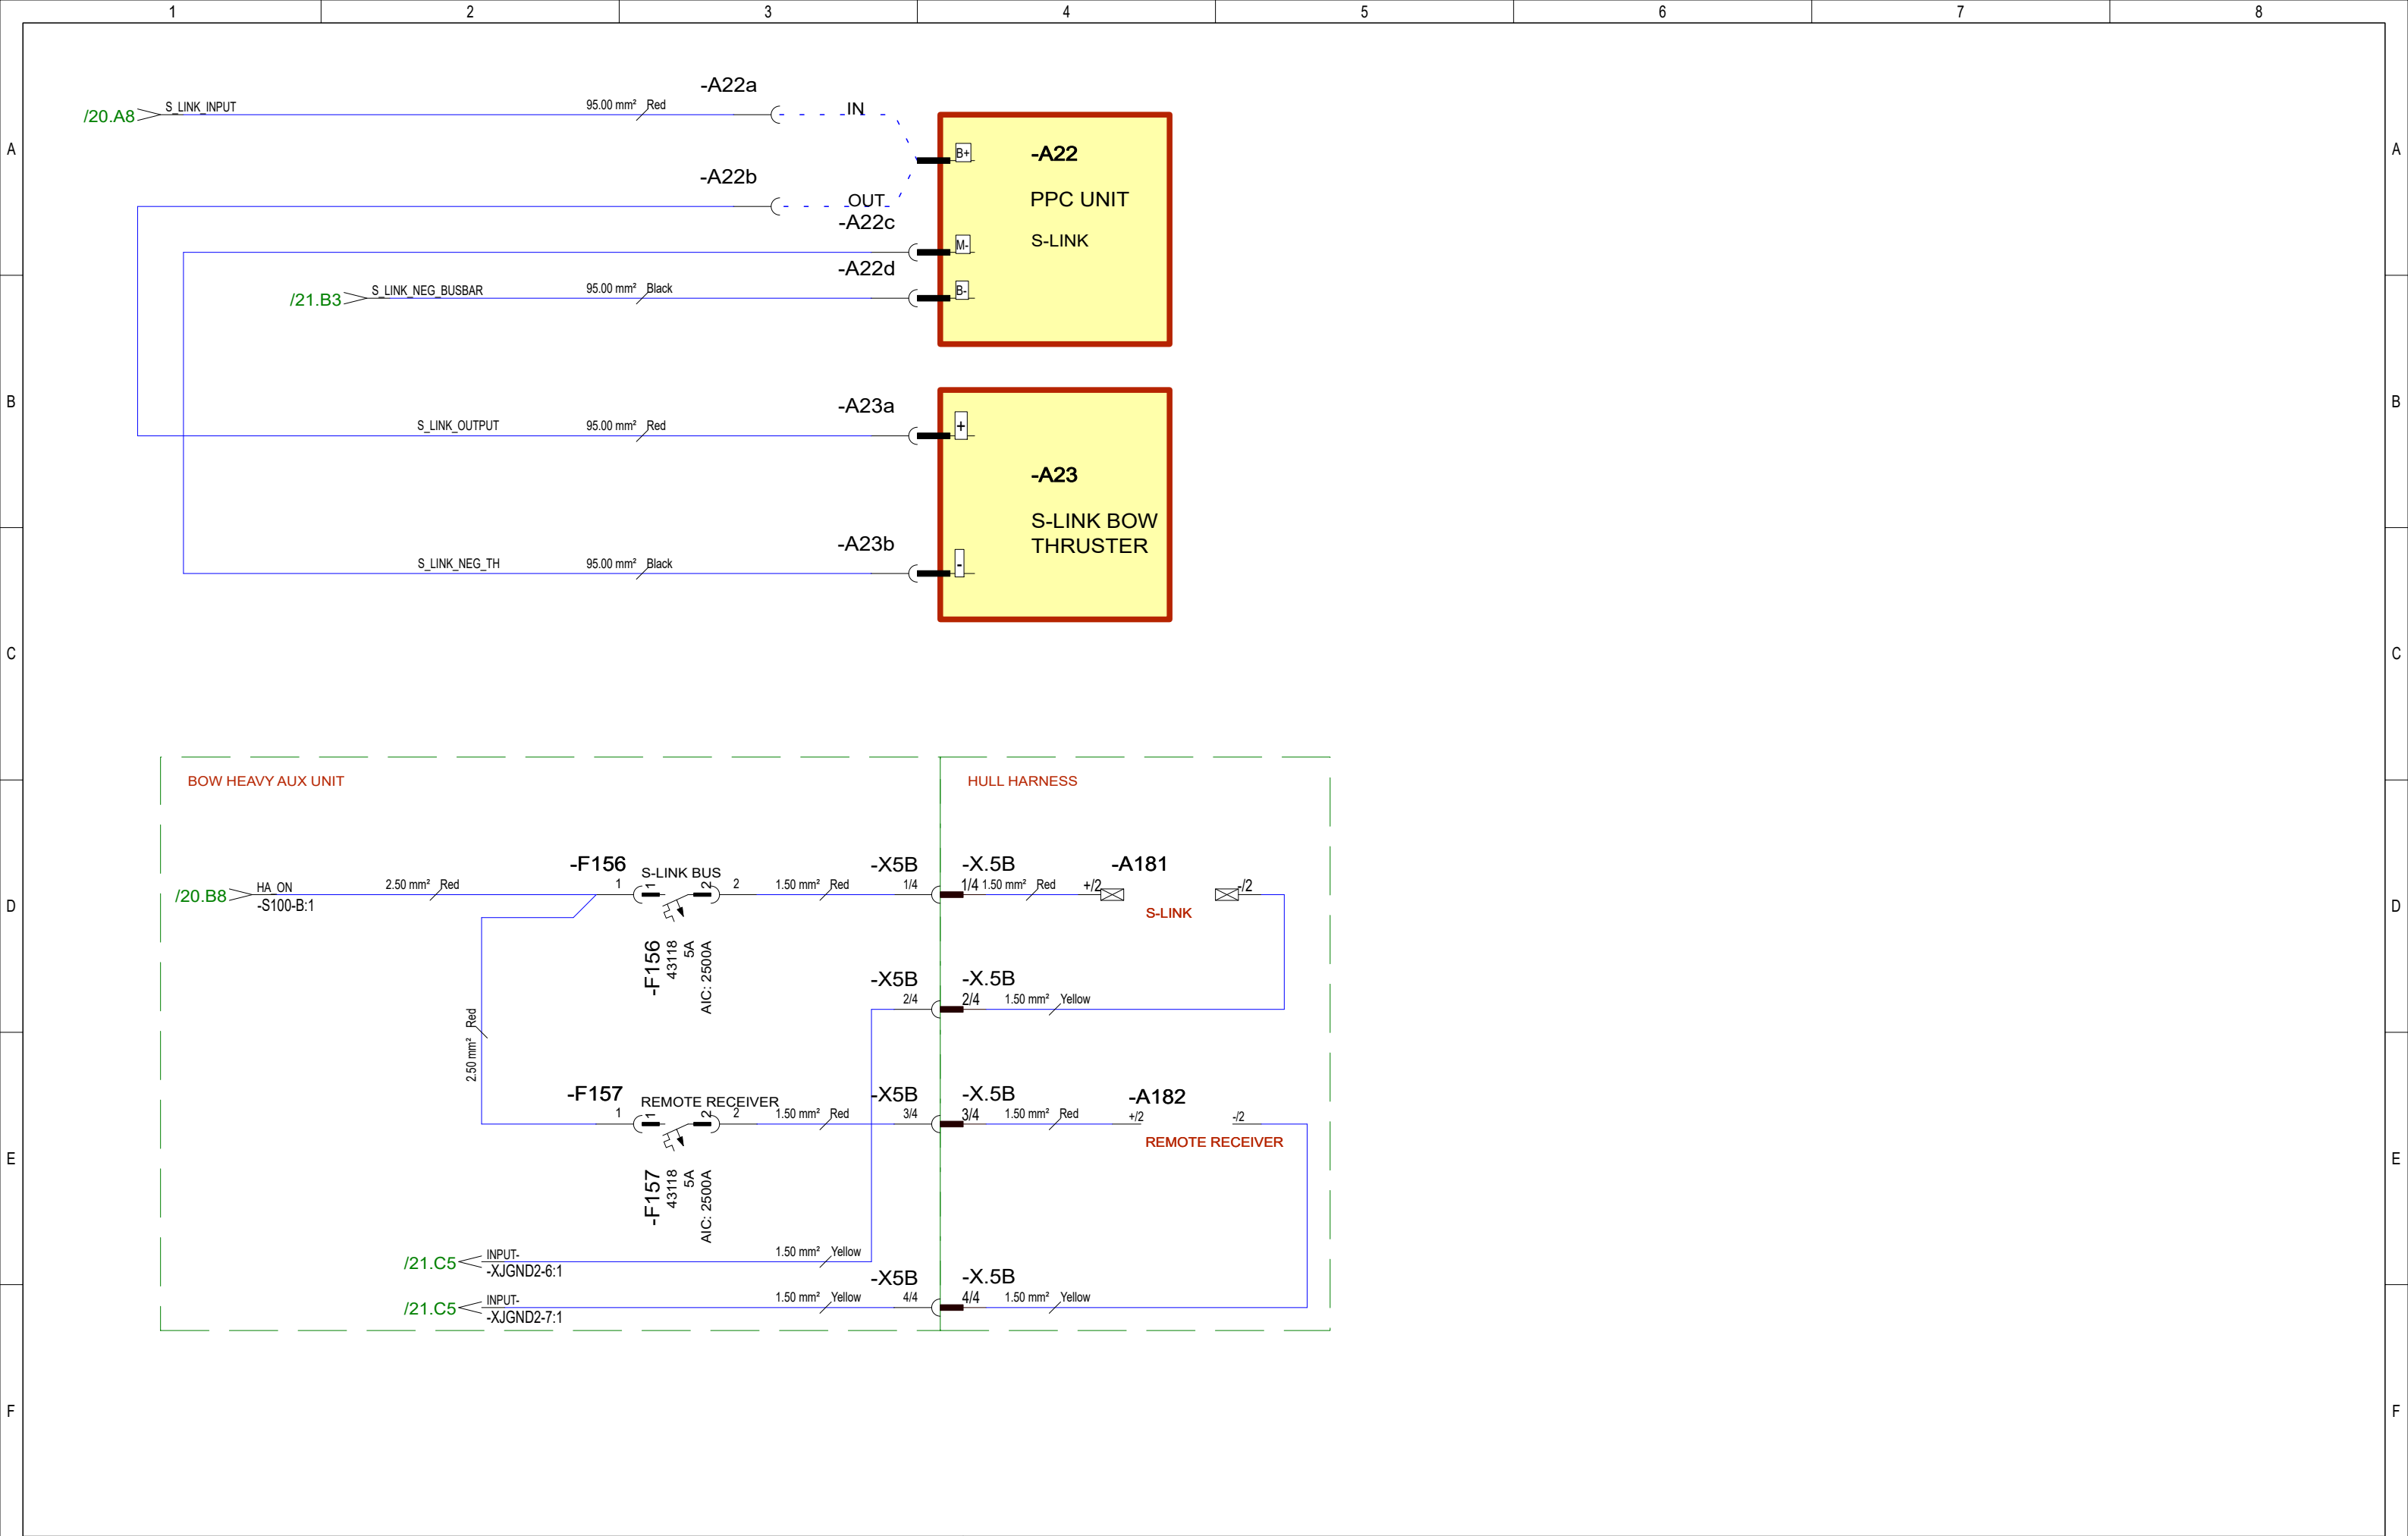 1 2 3 4 5 6 7 8
-A22a
S_LINK_INPUT 95.00 mm² Red IN
/20.A8
A A
B+ -A22
-A22b
OUT PPC UNIT
-A22c
M- S-LINK
-A22d
S_LINK_NEG_BUSBAR 95.00 mm² Black B-
/21.B3
B B
-A23a
S_LINK_OUTPUT 95.00 mm² Red +
-A23
S-LINK BOW
THRUSTER
-A23b
S_LINK_NEG_TH 95.00 mm² Black -
C C
BOW HEAVY AUX UNIT HULL HARNESS
-F156 S-LINK BUS -X5B -X.5B -A181
/20.B8 HA_ON 2.50 mm² Red 1 1 2 2 1.50 mm² Red 1/4 1/4 1.50 mm² Red +/2 -/2
-S100-B:1
D D
S-LINK
-F156
43118
5A
AIC: 2500A
-X5B -X.5B
2/4 2/4 1.50 mm² Yellow
2.50 mm² Red
-F157 REMOTE RECEIVER -X5B -X.5B -A182
1 1 2 2 1.50 mm² Red 3/4 3/4 1.50 mm² Red +/2 -/2
REMOTE RECEIVER
E E
-F157
43118
5A
AIC: 2500A
/21.C5 INPUT- 1.50 mm² Yellow
-XJGND2-6:1
-X5B -X.5B
/21.C5 INPUT- 1.50 mm² Yellow 4/4 4/4 1.50 mm² Yellow
-XJGND2-7:1
F F